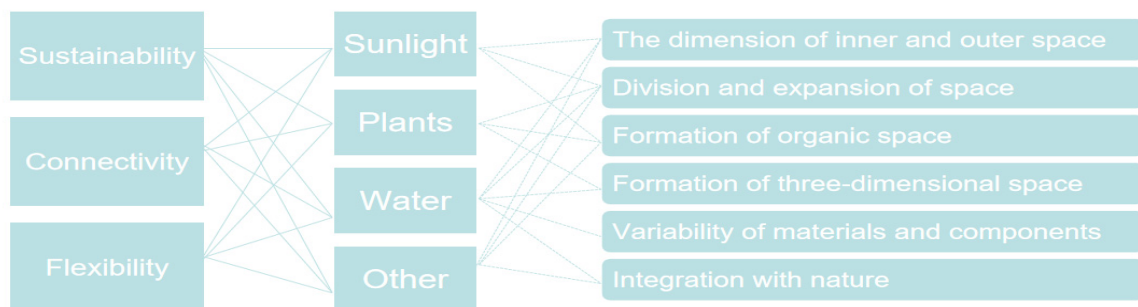 Sustainability
Connectivity
Flexibility
Sunlight
Plants
Water
Other
The dimension of inner and outer space
Division and expansion of space
Formation of organic space
Formation of three-dimensional space
Variability of materials and components
Integration with nature